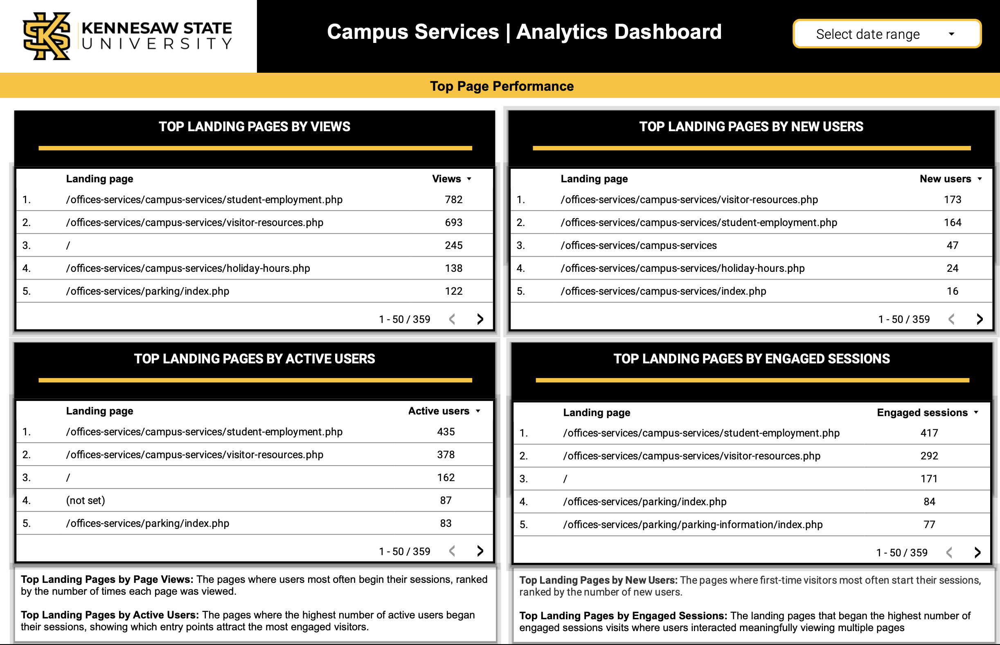 KENNESAW STATE
UNIVERSITY
Campus Services | Analytics Dashboard
Select date range
Top Page Performance
TOP LANDING PAGES BY VIEWS
Landing page Views
1. /offices-services/campus-services/student-employment.php 782
2. /offices-services/campus-services/visitor-resources.php 693
3. / 245
4. /offices-services/campus-services/holiday-hours.php 138
5. /offices-services/parking/index.php 122
1 - 50 / 359
TOP LANDING PAGES BY NEW USERS
Landing page New users
1. /offices-services/campus-services/visitor-resources.php 173
2. /offices-services/campus-services/student-employment.php 164
3. /offices-services/campus-services 47
4. /offices-services/campus-services/holiday-hours.php 24
5. /offices-services/campus-services/index.php 16
1 - 50 / 359
TOP LANDING PAGES BY ACTIVE USERS
Landing page Active users
1. /offices-services/campus-services/student-employment.php 435
2. /offices-services/campus-services/visitor-resources.php 378
3. / 162
4. (not set) 87
5. /offices-services/parking/index.php 83
1 - 50 / 359
TOP LANDING PAGES BY ENGAGED SESSIONS
Landing page Engaged sessions
1. /offices-services/campus-services/student-employment.php 417
2. /offices-services/campus-services/visitor-resources.php 292
3. / 171
4. /offices-services/parking/index.php 84
5. /offices-services/parking/parking-information/index.php 77
1 - 50 / 359
Top Landing Pages by Page Views: The pages where users most often begin their sessions, ranked
by the number of times each page was viewed.
Top Landing Pages by Active Users: The pages where the highest number of active users began
their sessions, showing which entry points attract the most engaged visitors.
Top Landing Pages by New Users: The pages where first-time visitors most often start their sessions,
ranked by the number of new users.
Top Landing Pages by Engaged Sessions: The landing pages that began the highest number of
engaged sessions visits where users interacted meaningfully viewing multiple pages